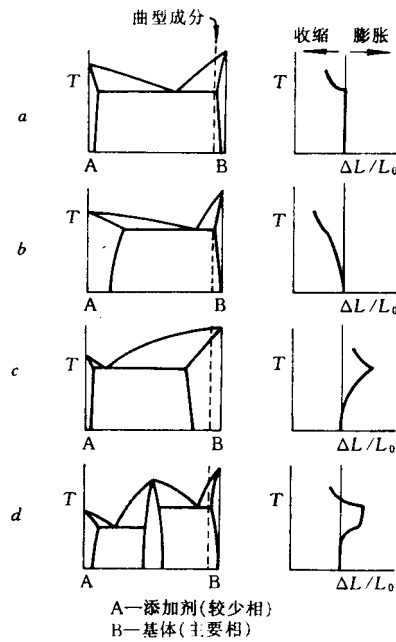 曲型成分
收缩 膨胀
a
T
A B
T
ΔL/L₀
b
T
A B
T
ΔL/L₀
c
T
A B
T
ΔL/L₀
d
T
A B
T
ΔL/L₀
A—添加剂(较少相)
B—基体(主要相)